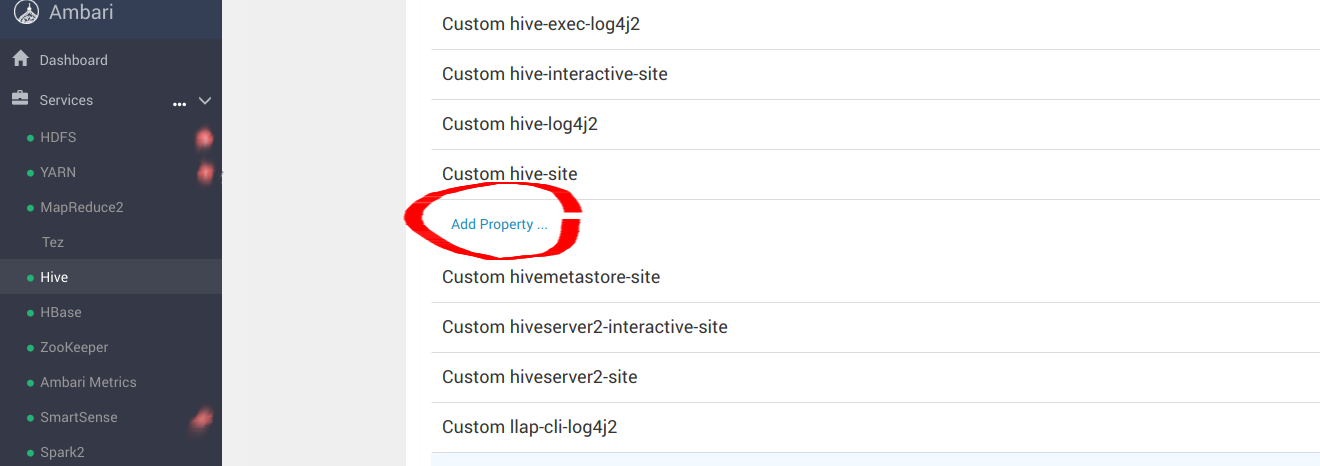 Ambari
Dashboard
Services
HDFS
YARN
MapReduce2
Tez
Hive
HBase
ZooKeeper
Ambari Metrics
SmartSense
Spark2
Custom hive-exec-log4j2
Custom hive-interactive-site
Custom hive-log4j2
Custom hive-site
Add Property ...
Custom hivemetastore-site
Custom hiveserver2-interactive-site
Custom hiveserver2-site
Custom llap-cli-log4j2